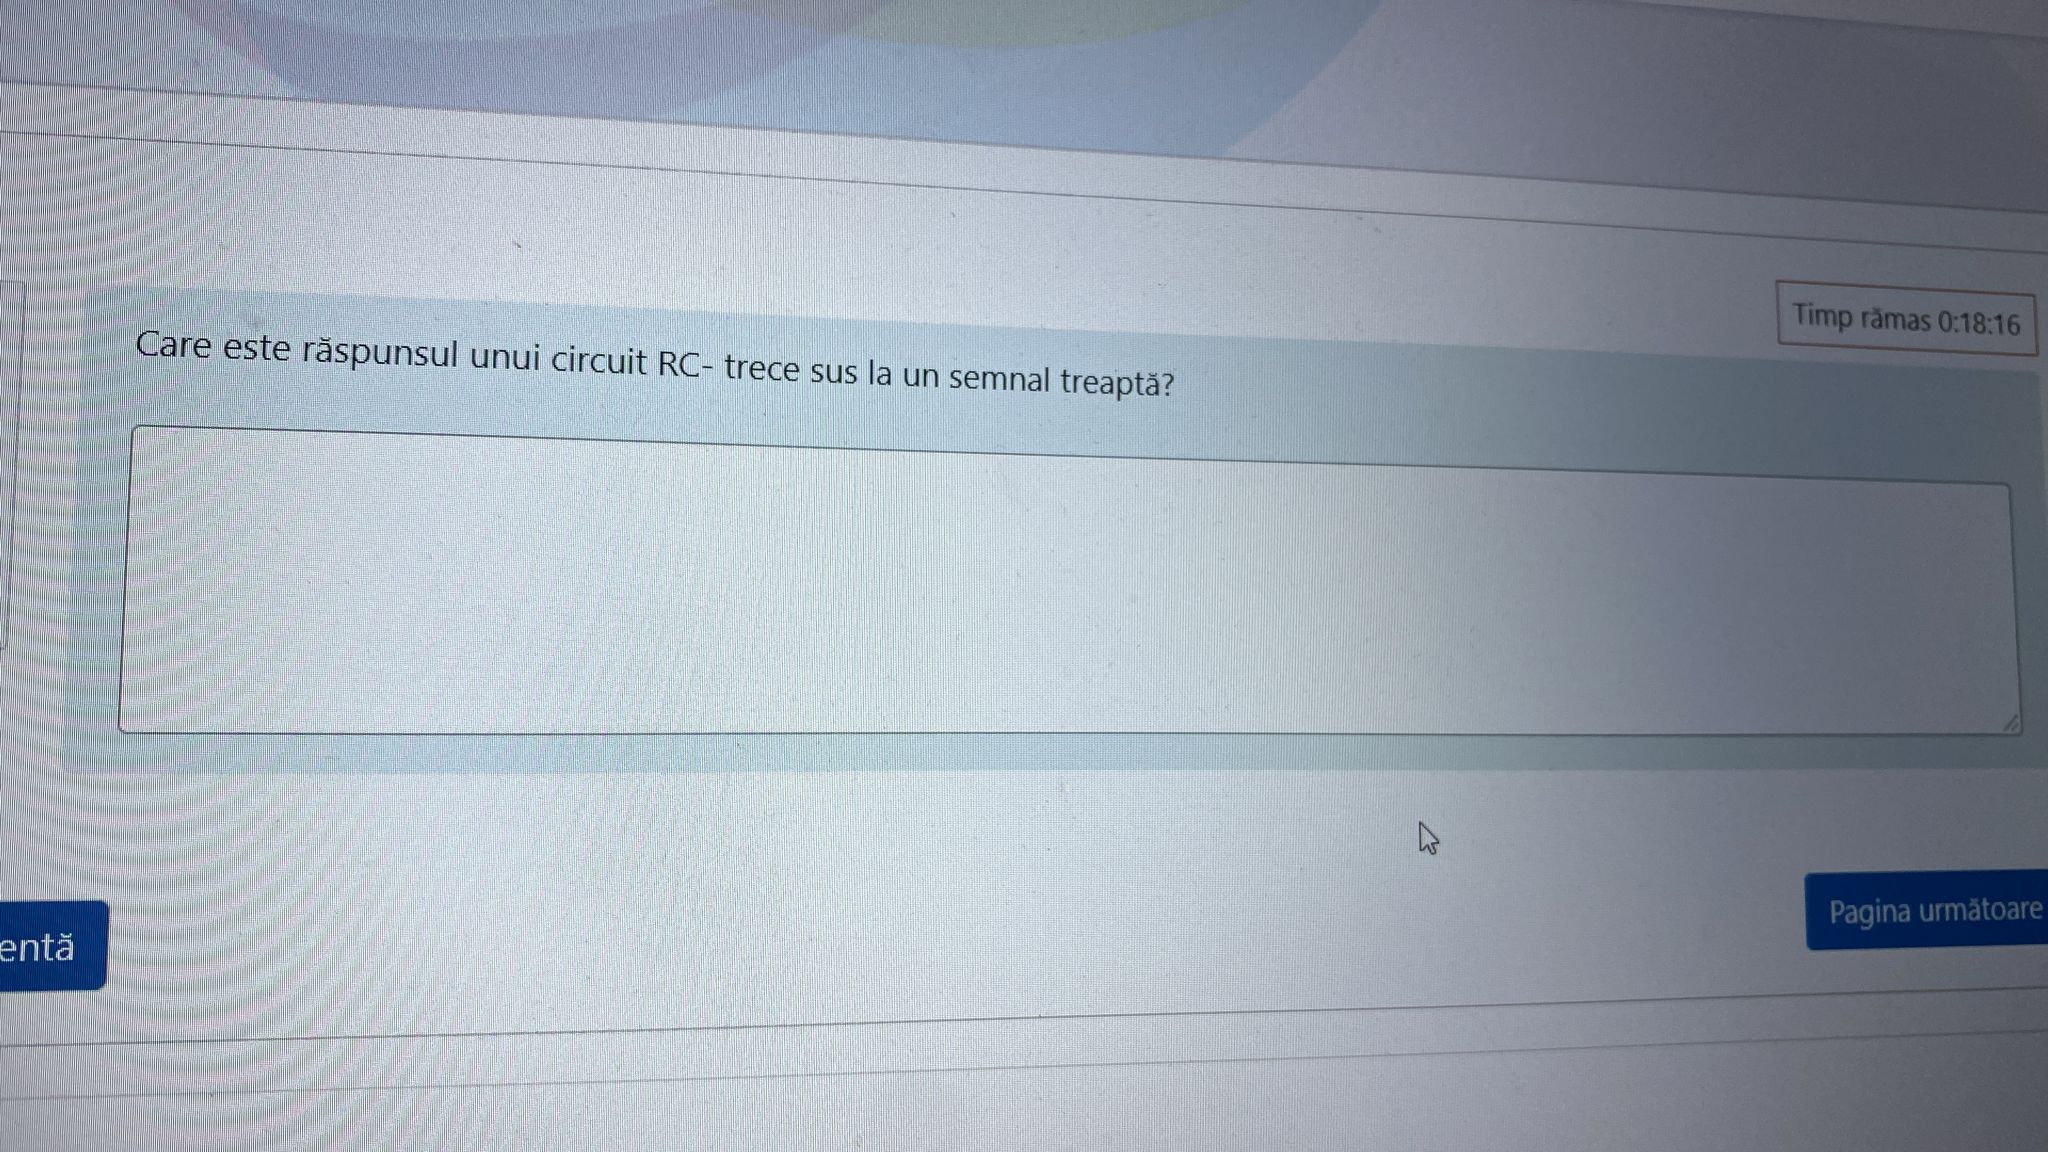 Timp rămas 0:18:16
Care este răspunsul unui circuit RC- trece sus la un semnal treaptă?
Pagina următoare
entă